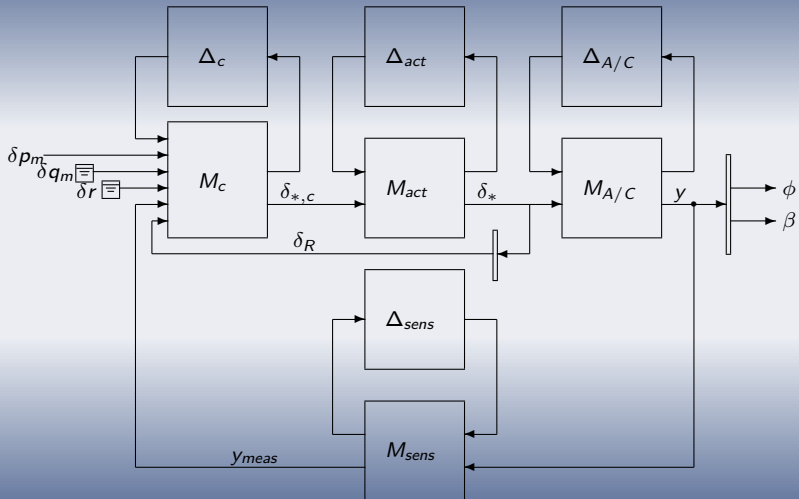 Δc
Δact
ΔA/C
δpm
δqm
δr
Mc
δ*,c
Mact
δ*
MA/C
y
ϕ
β
δR
Δsens
Msens
ymeas